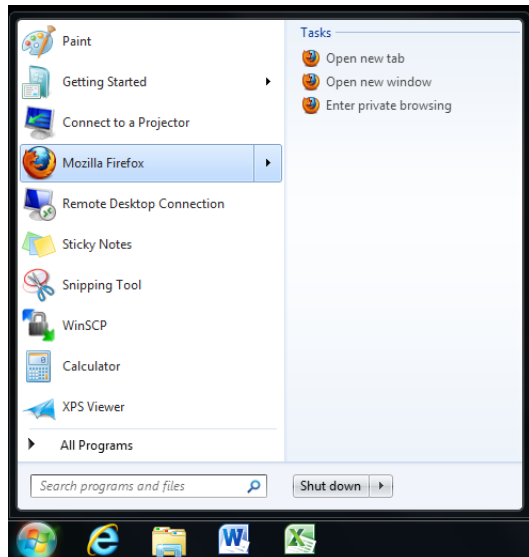 Paint
Getting Started
Connect to a Projector
Mozilla Firefox
Remote Desktop Connection
Sticky Notes
Snipping Tool
WinSCP
Calculator
XPS Viewer
All Programs
Search programs and files
Tasks
Open new tab
Open new window
Enter private browsing
Shut down